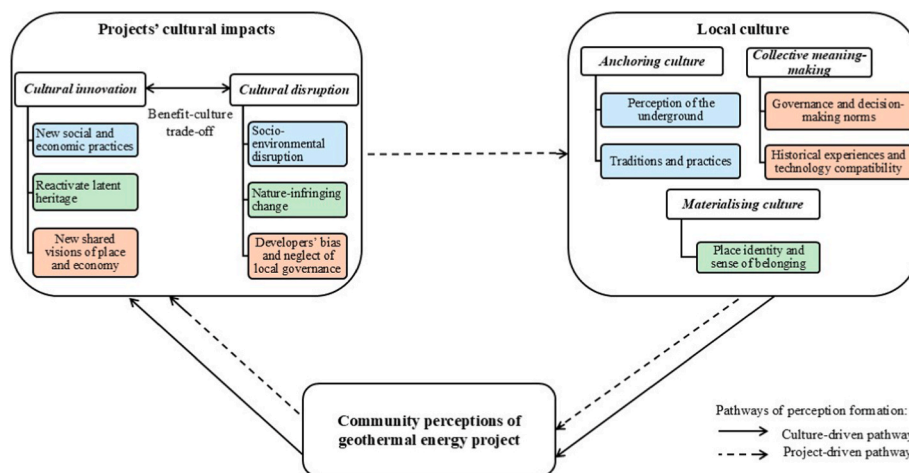 Projects' cultural impacts
Cultural innovation
Cultural disruption
Benefit-culture
trade-off
New social and
economic practices
Reactivate latent
heritage
New shared
visions of place
and economy
Socio-
environmental
disruption
Nature-infringing
change
Developers' bias
and neglect of
local governance
Local culture
Anchoring culture
Perception of the
underground
Traditions and practices
Collective meaning-
making
Governance and decision-
making norms
Historical experiences and
technology compatibility
Materialising culture
Place identity and
sense of belonging
Community perceptions of
geothermal energy project
Pathways of perception formation:
Culture-driven pathway
Project-driven pathway